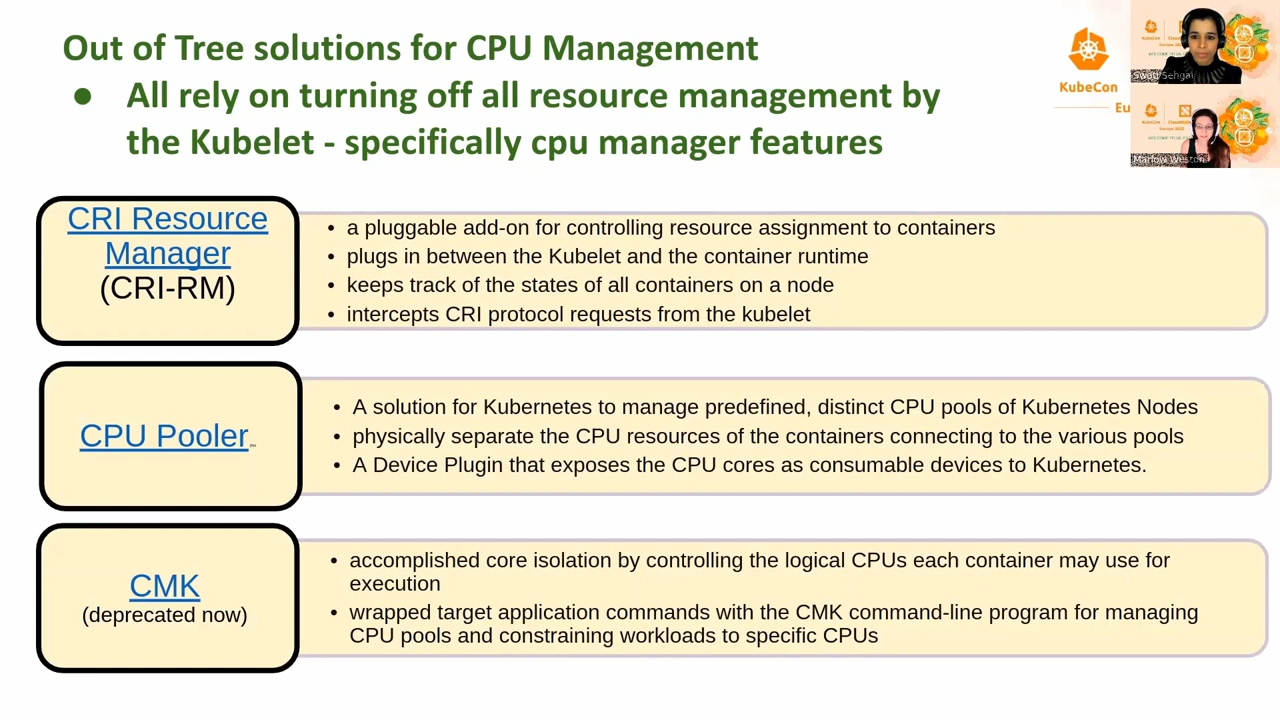 Out of Tree solutions for CPU Management
● All rely on turning off all resource management by
the Kubelet - specifically cpu manager features
KubeCon
Eu
Swati Sehgal
Marlow Weston
CRI Resource
Manager
(CRI-RM)
• a pluggable add-on for controlling resource assignment to containers
• plugs in between the Kubelet and the container runtime
• keeps track of the states of all containers on a node
• intercepts CRI protocol requests from the kubelet
CPU Pooler
• A solution for Kubernetes to manage predefined, distinct CPU pools of Kubernetes Nodes
• physically separate the CPU resources of the containers connecting to the various pools
• A Device Plugin that exposes the CPU cores as consumable devices to Kubernetes.
CMK
(deprecated now)
• accomplished core isolation by controlling the logical CPUs each container may use for
execution
• wrapped target application commands with the CMK command-line program for managing
CPU pools and constraining workloads to specific CPUs